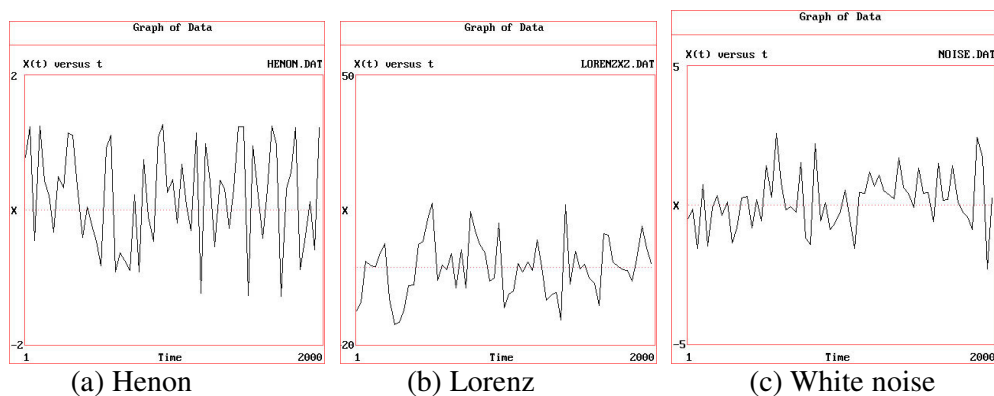 Graph of Data
X(t) versus t HENON.DAT
2
X
-2
1 Time 2000
(a) Henon
Graph of Data
X(t) versus t LORENZXZ.DAT
50
X
20
1 Time 2000
(b) Lorenz
Graph of Data
X(t) versus t NOISE.DAT
5
X
-5
1 Time 2000
(c) White noise